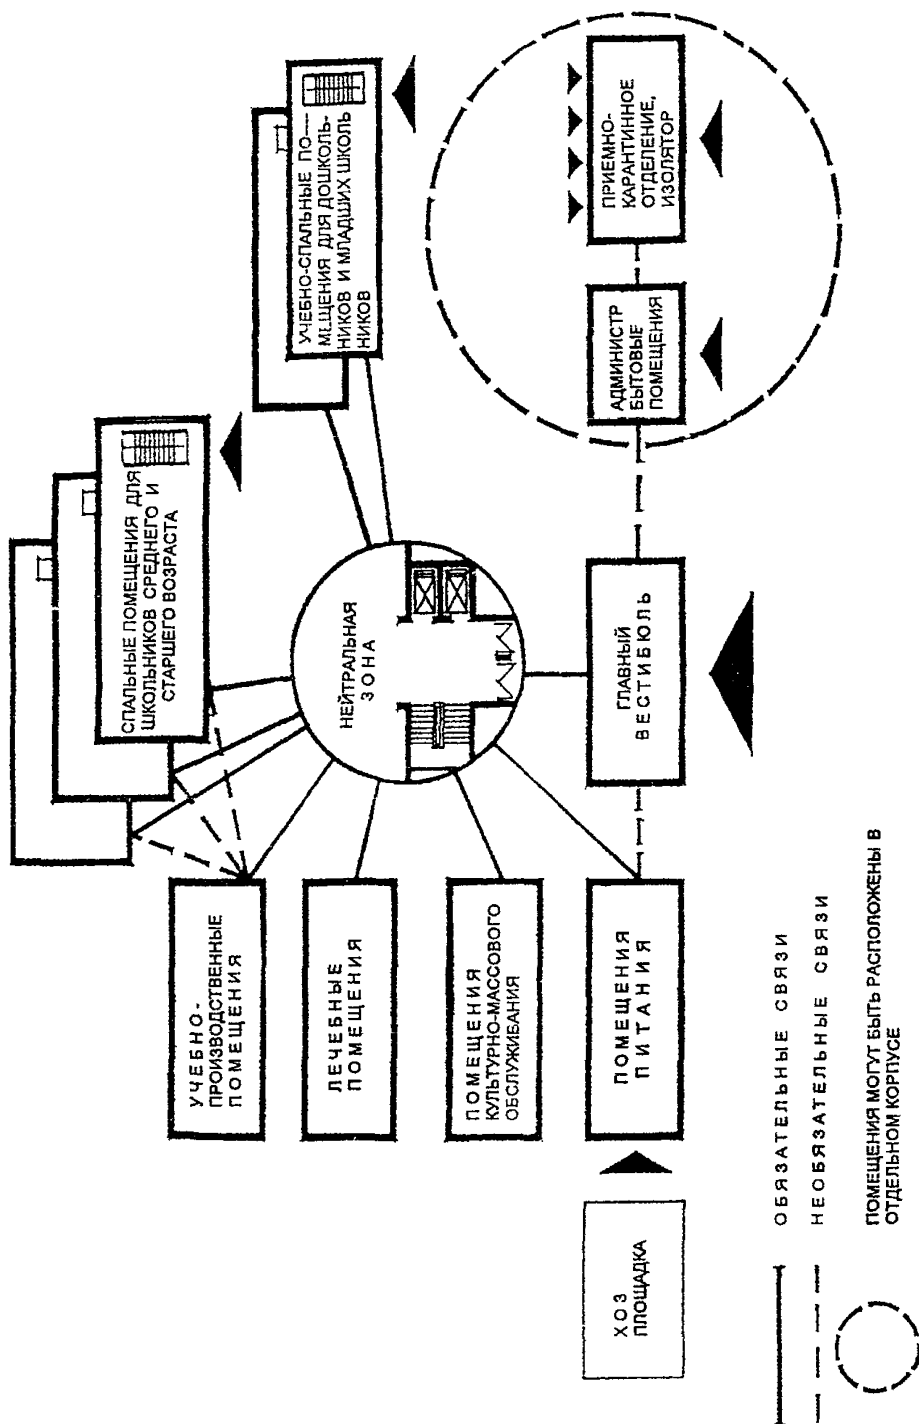 СПАЛЬНЫЕ ПОМЕЩЕНИЯ ДЛЯ
ШКОЛЬНИКОВ СРЕДНЕГО И
СТАРШЕГО ВОЗРАСТА
УЧЕБНО-СПАЛЬНЫЕ ПО-
МЕЩЕНИЯ ДЛЯ ДОШКОЛЬ-
НИКОВ И МЛАДШИХ ШКОЛЬ
НИКОВ
УЧЕБНО-
ПРОИЗВОДСТВЕННЫЕ
ПОМЕЩЕНИЯ
ЛЕЧЕБНЫЕ
ПОМЕЩЕНИЯ
НЕЙТРАЛЬНАЯ
ЗОНА
ПОМЕЩЕНИЯ
КУЛЬТУРНО-МАССОВОГО
ОБСЛУЖИВАНИЯ
ХОЗ
ПЛОЩАДКА
ПОМЕЩЕНИЯ
ПИТАНИЯ
ГЛАВНЫЙ
ВЕСТИБЮЛЬ
АДМИНИСТР
БЫТОВЫЕ
ПОМЕЩЕНИЯ
ПРИЕМНО-
КАРАНТИННОЕ
ОТДЕЛЕНИЕ,
ИЗОЛЯТОР
ОБЯЗАТЕЛЬНЫЕ СВЯЗИ
НЕОБЯЗАТЕЛЬНЫЕ СВЯЗИ
ПОМЕЩЕНИЯ МОГУТ БЫТЬ РАСПОЛОЖЕНЫ В
ОТДЕЛЬНОМ КОРПУСЕ